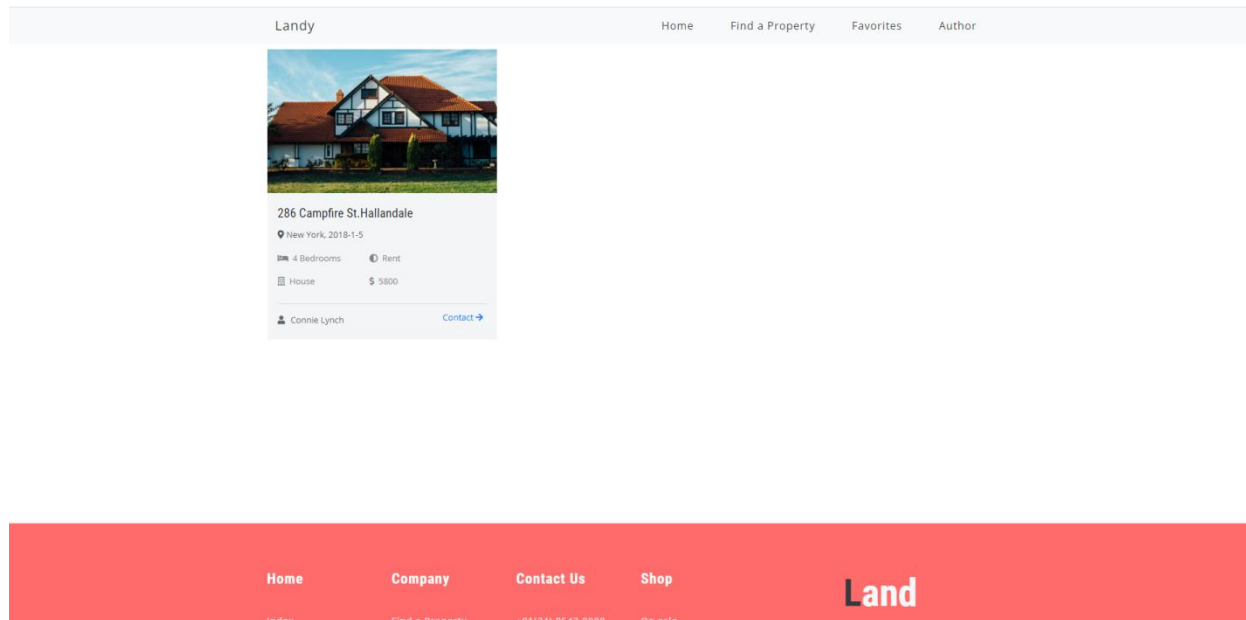 Landy
Home Find a Property Favorites Author
286 Campfire St.Hallandale
New York, 2018-1-5
4 Bedrooms Rent
House $ 5800
Connie Lynch Contact
Home Company Contact Us Shop
Land